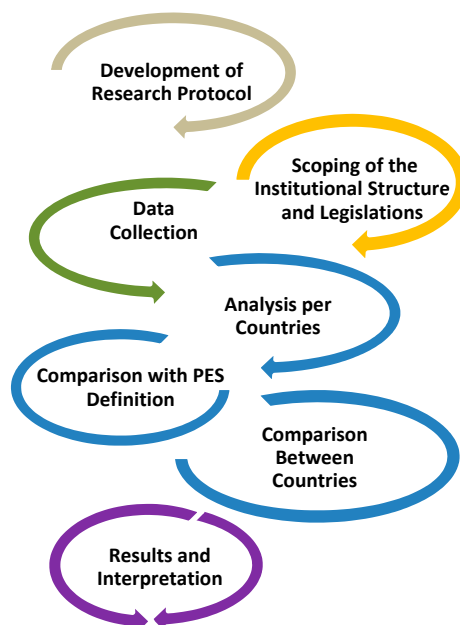 Development of
Research Protocol
Scoping of the
Institutional Structure
and Legislations
Data
Collection
Analysis per
Countries
Comparison with PES
Definition
Comparison
Between
Countries
Results and
Interpretation